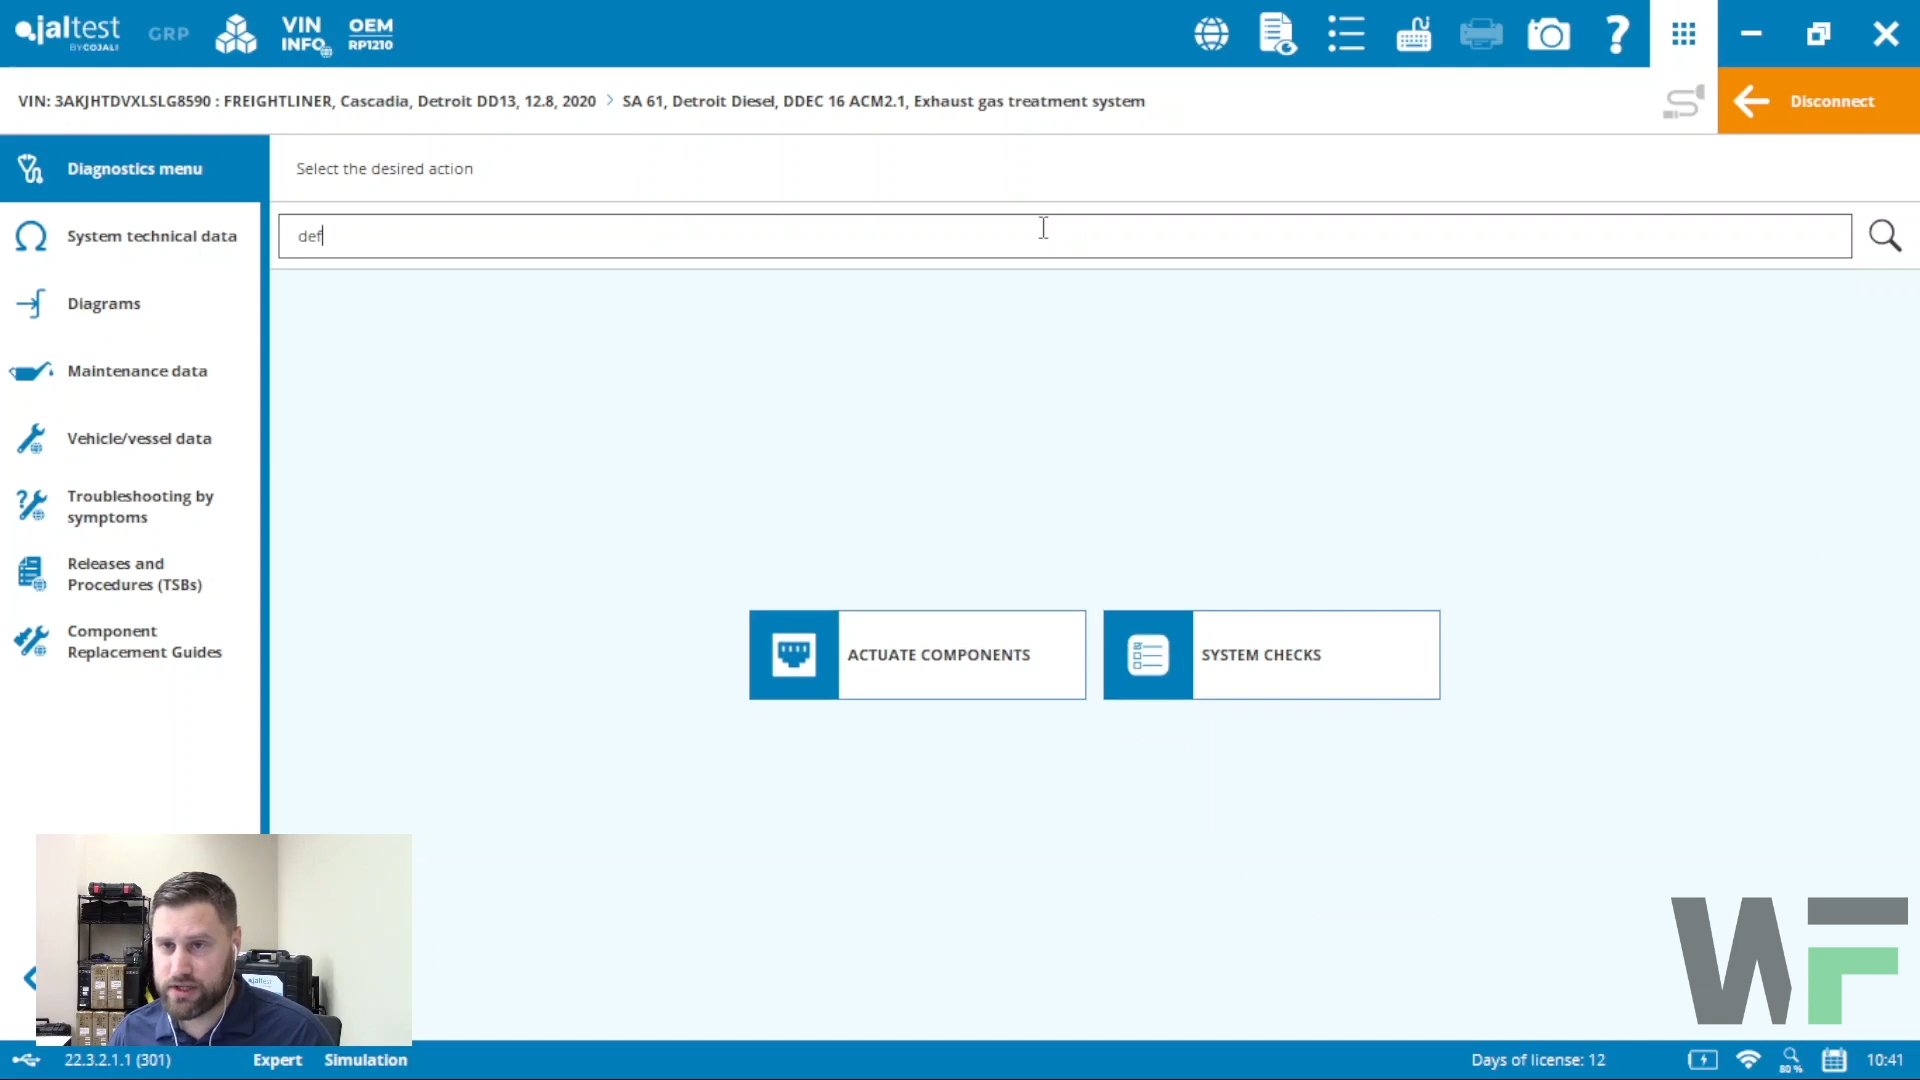 jaltest
BY COJALI
GRP
VIN
INFO
OEM
RP1210
VIN: 3AKJHTDVXLSLG8590 : FREIGHTLINER, Cascadia, Detroit DD13, 12.8, 2020 > SA 61, Detroit Diesel, DDEC 16 ACM2.1, Exhaust gas treatment system
Disconnect
Diagnostics menu
Select the desired action
System technical data
def
Diagrams
Maintenance data
Vehicle/vessel data
Troubleshooting by
symptoms
Releases and
Procedures (TSBs)
Component
Replacement Guides
ACTUATE COMPONENTS
SYSTEM CHECKS
jaltest
WF
22.3.2.1.1 (301)
Expert
Simulation
Days of license: 12
80 %
10:41